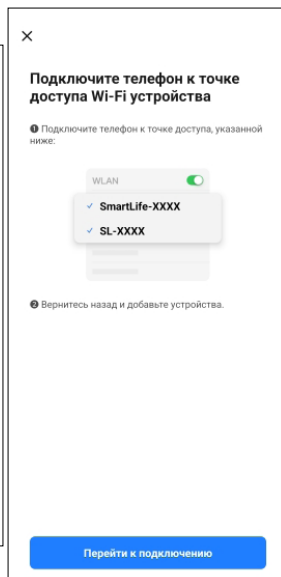 Подключите телефон к точке
доступа Wi-Fi устройства
❶ Подключите телефон к точке доступа, указанной
ниже:
WLAN
SmartLife-XXXX
SL-XXXX
❷ Вернитесь назад и добавьте устройства.
Перейти к подключению